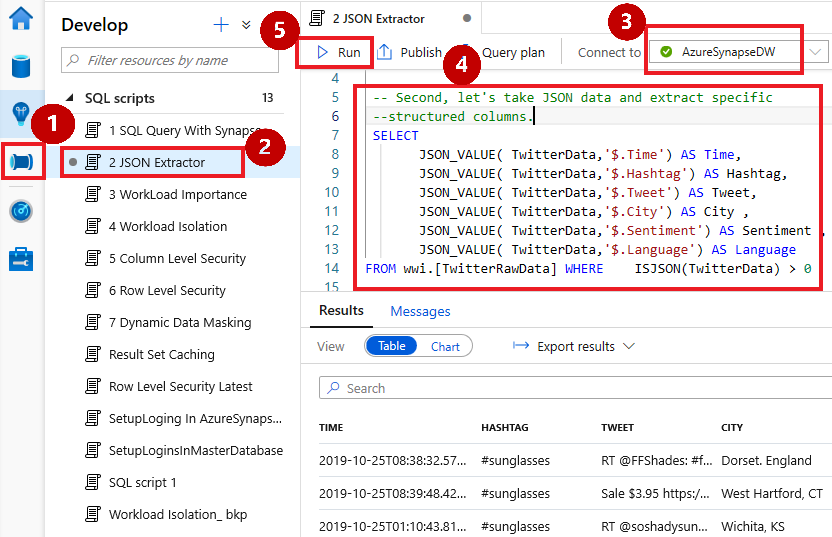 Develop
Filter resources by name
SQL scripts 13
1 SQL Query With Synapse
2 JSON Extractor
3 WorkLoad Importance
4 Workload Isolation
5 Column Level Security
6 Row Level Security
7 Dynamic Data Masking
Result Set Caching
Row Level Security Latest
SetupLoging In AzureSynaps...
SetupLoginsInMasterDatabase
SQL script 1
Workload Isolation_ bkp
1
2
5
4
3
2 JSON Extractor
Run Publish Query plan Connect to AzureSynapseDW
4
5 -- Second, let's take JSON data and extract specific
6 --structured columns.
7 SELECT
8 JSON_VALUE( TwitterData,'$.Time') AS Time,
9 JSON_VALUE( TwitterData,'$.Hashtag') AS Hashtag,
10 JSON_VALUE( TwitterData,'$.Tweet') AS Tweet,
11 JSON_VALUE( TwitterData,'$.City') AS City ,
12 JSON_VALUE( TwitterData,'$.Sentiment') AS Sentiment ,
13 JSON_VALUE( TwitterData,'$.Language') AS Language
14 FROM wwi.[TwitterRawData] WHERE ISJSON(TwitterData) > 0
15
Results Messages
View Table Chart Export results
Search
TIME HASHTAG TWEET CITY
2019-10-25T08:38:32.57... #sunglasses RT @FFShades: #f... Dorset. England
2019-10-25T08:39:48.42... #sunglasses Sale $3.95 https:/... West Hartford, CT
2019-10-25T01:10:43.81... #sunglasses RT @soshadysun... Wichita, KS